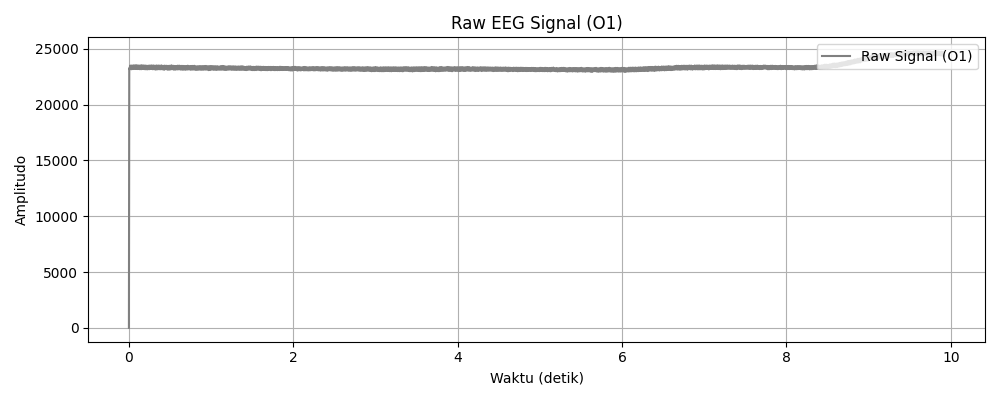 Raw EEG Signal (O1)
25000
20000
15000
10000
5000
0
Amplitudo
Raw Signal (O1)
0 2 4 6 8 10
Waktu (detik)